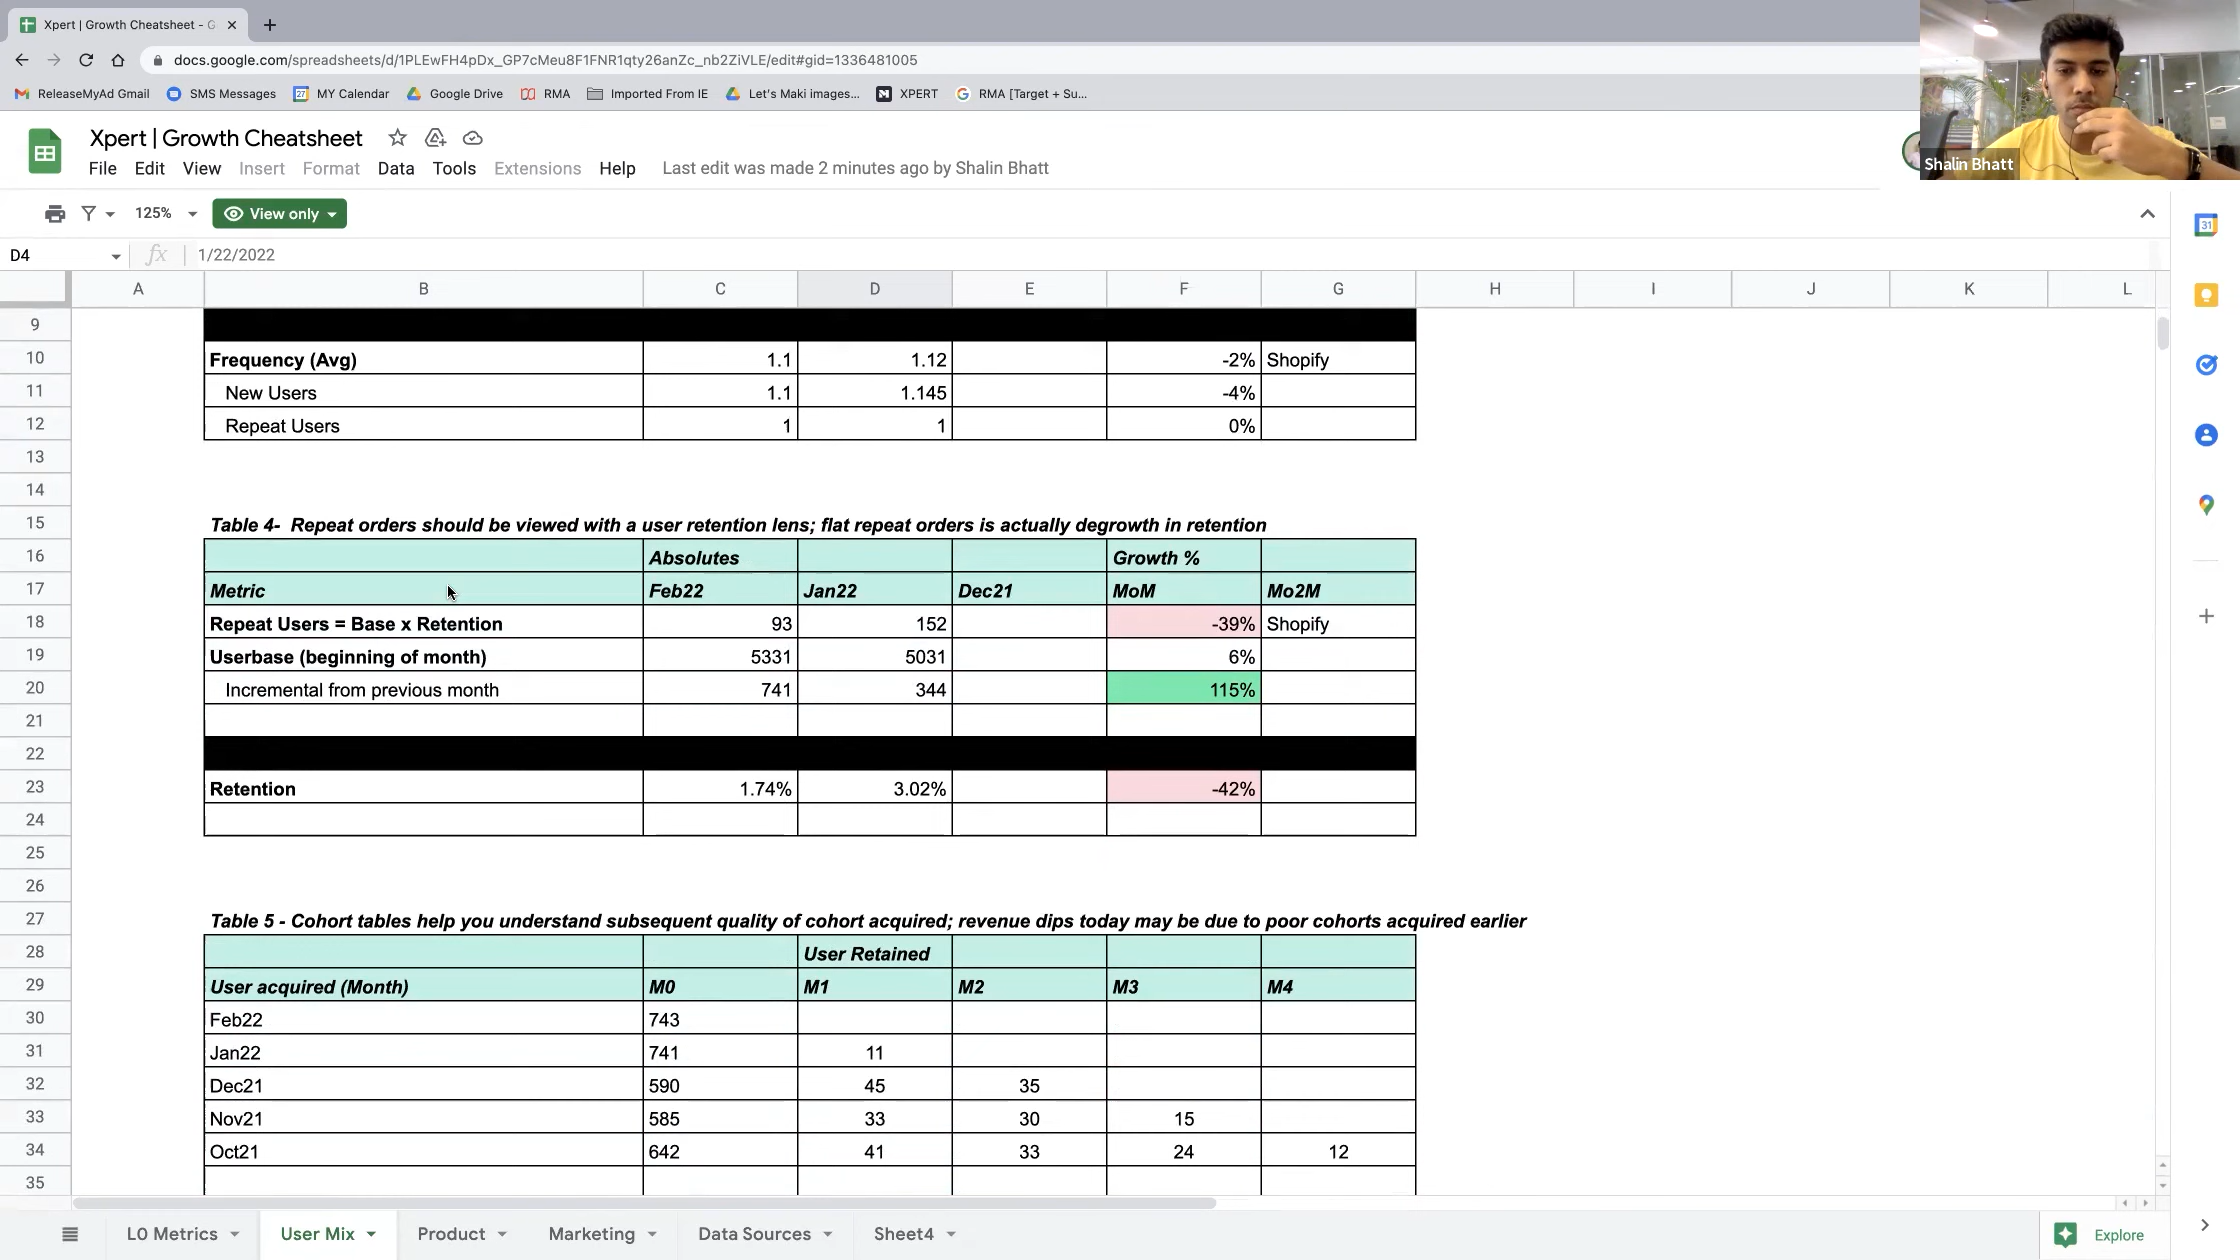 Xpert | Growth Cheatsheet - G
docs.google.com/spreadsheets/d/1PLEwFH4pDx_GP7cMeu8F1FNR1qty26anZc_nb2ZiVLE/edit#gid=1336481005
ReleaseMyAd Gmail SMS Messages 27 MY Calendar Google Drive RMA Imported From IE Let's Maki images... XPERT RMA [Target + Su...
Xpert | Growth Cheatsheet
File Edit View Insert Format Data Tools Extensions Help Last edit was made 2 minutes ago by Shalin Bhatt
Shalin Bhatt
125% View only
D4 fx 1/22/2022
31
A B C D E F G H I J K L
9
10 Frequency (Avg) 1.1 1.12 -2% Shopify
11 New Users 1.1 1.145 -4%
12 Repeat Users 1 1 0%
13
14
15 Table 4- Repeat orders should be viewed with a user retention lens; flat repeat orders is actually degrowth in retention
16 Absolutes Growth %
17 Metric Feb22 Jan22 Dec21 MoM Mo2M
18 Repeat Users = Base x Retention 93 152 -39% Shopify
19 Userbase (beginning of month) 5331 5031 6%
20 Incremental from previous month 741 344 115%
21
22
23 Retention 1.74% 3.02% -42%
24
25
26
27 Table 5 - Cohort tables help you understand subsequent quality of cohort acquired; revenue dips today may be due to poor cohorts acquired earlier
28 User Retained
29 User acquired (Month) M0 M1 M2 M3 M4
30 Feb22 743
31 Jan22 741 11
32 Dec21 590 45 35
33 Nov21 585 33 30 15
34 Oct21 642 41 33 24 12
35
L0 Metrics User Mix Product Marketing Data Sources Sheet4 Explore